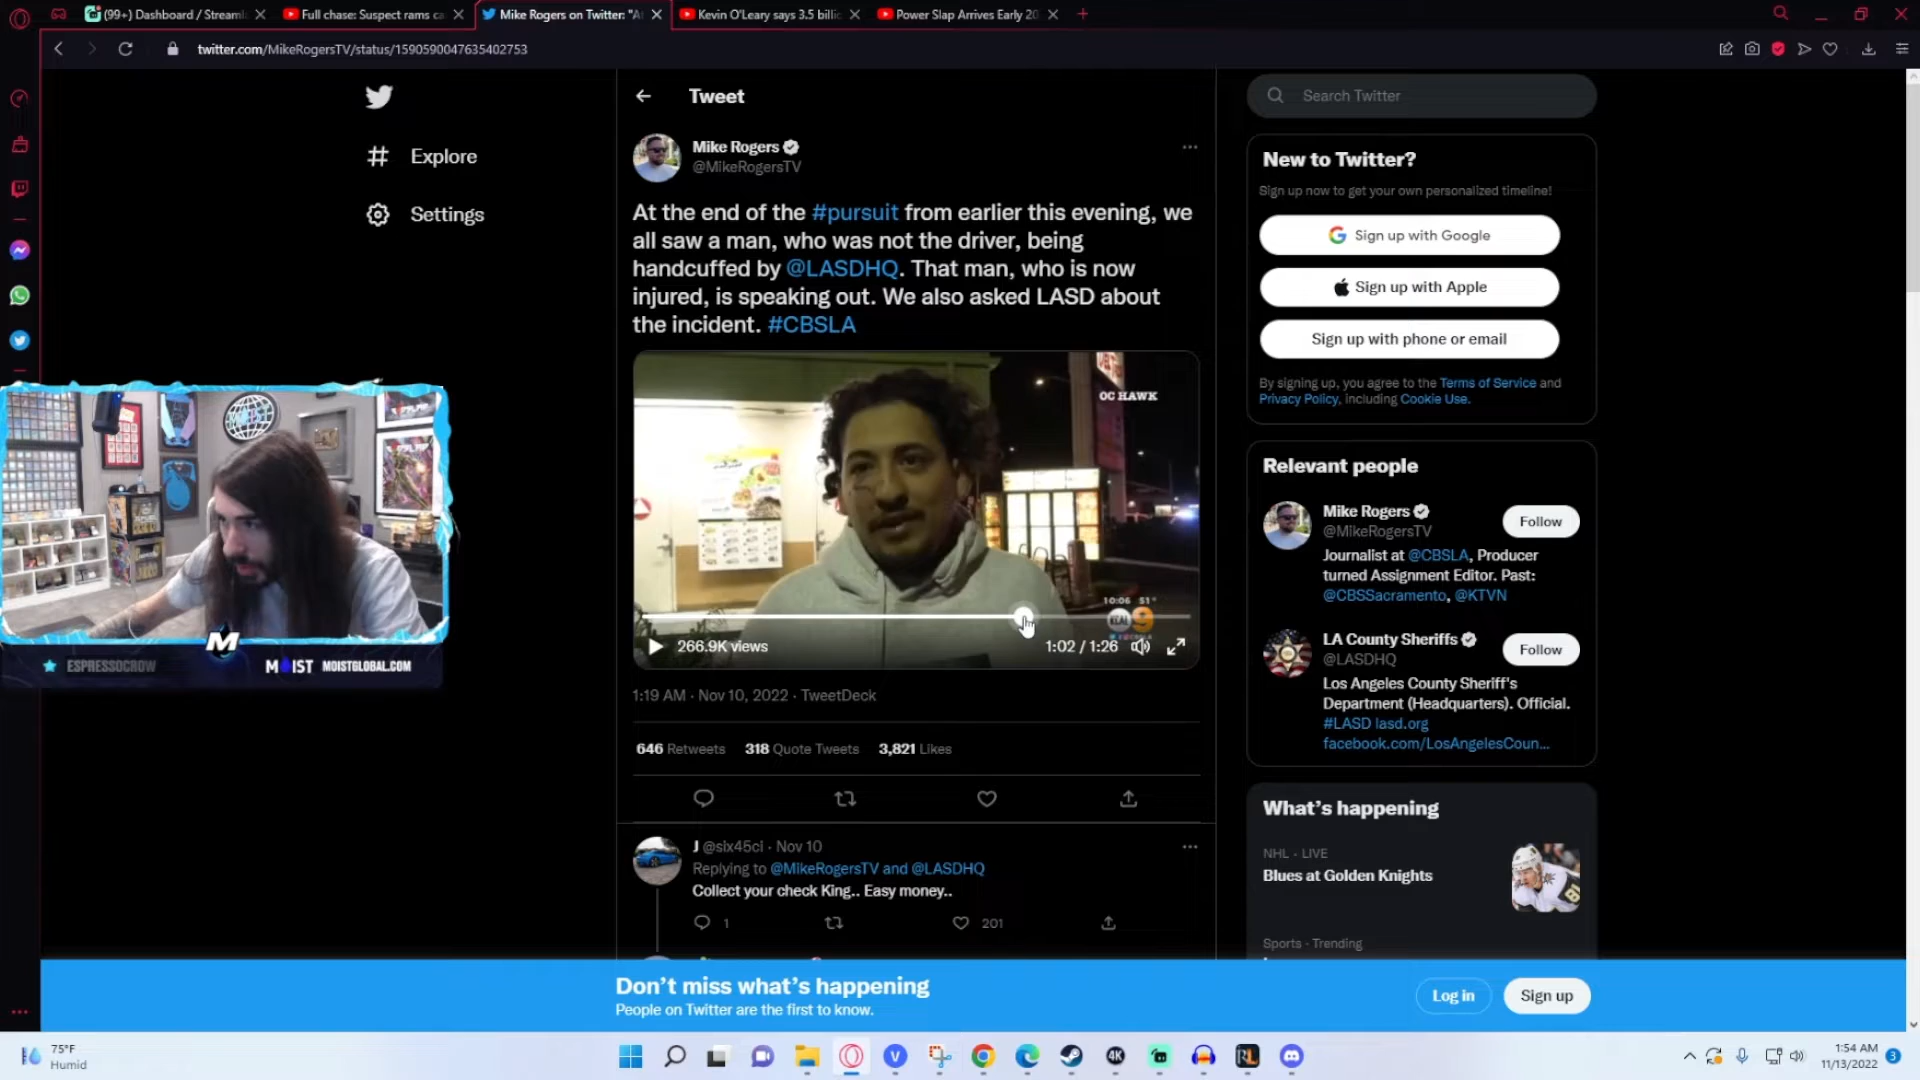 (99+) Dashboard / Streaml
Full chase: Suspect rams ca
Mike Rogers on Twitter: "At
Kevin O'Leary says 3.5 billi
Power Slap Arrives Early 20
twitter.com/MikeRogersTV/status/1590590047635402753
Explore
Settings
Tweet
Mike Rogers
@MikeRogersTV
At the end of the #pursuit from earlier this evening, we
all saw a man, who was not the driver, being
handcuffed by @LASDHQ. That man, who is now
injured, is speaking out. We also asked LASD about
the incident. #CBSLA
OC HAWK
10:06 51°
KCAL 9
266.9K views
1:02 / 1:26
1:19 AM · Nov 10, 2022 · TweetDeck
646 Retweets 318 Quote Tweets 3,821 Likes
J @six45ci · Nov 10
Replying to @MikeRogersTV and @LASDHQ
Collect your check King.. Easy money..
1
201
Search Twitter
New to Twitter?
Sign up now to get your own personalized timeline!
Sign up with Google
Sign up with Apple
Sign up with phone or email
By signing up, you agree to the Terms of Service and
Privacy Policy, including Cookie Use.
Relevant people
Mike Rogers
@MikeRogersTV
Follow
Journalist at @CBSLA, Producer
turned Assignment Editor. Past:
@CBSSacramento, @KTVN
LA County Sheriffs
@LASDHQ
Follow
Los Angeles County Sheriff's
Department (Headquarters). Official.
#LASD lasd.org
facebook.com/LosAngelesCoun...
What's happening
NHL · LIVE
Blues at Golden Knights
Sports · Trending
M
ESPRESSOCROW
MOIST MOISTGLOBAL.COM
Don't miss what's happening
People on Twitter are the first to know.
Log in
Sign up
75°F
Humid
V
4K
1:54 AM
11/13/2022
3